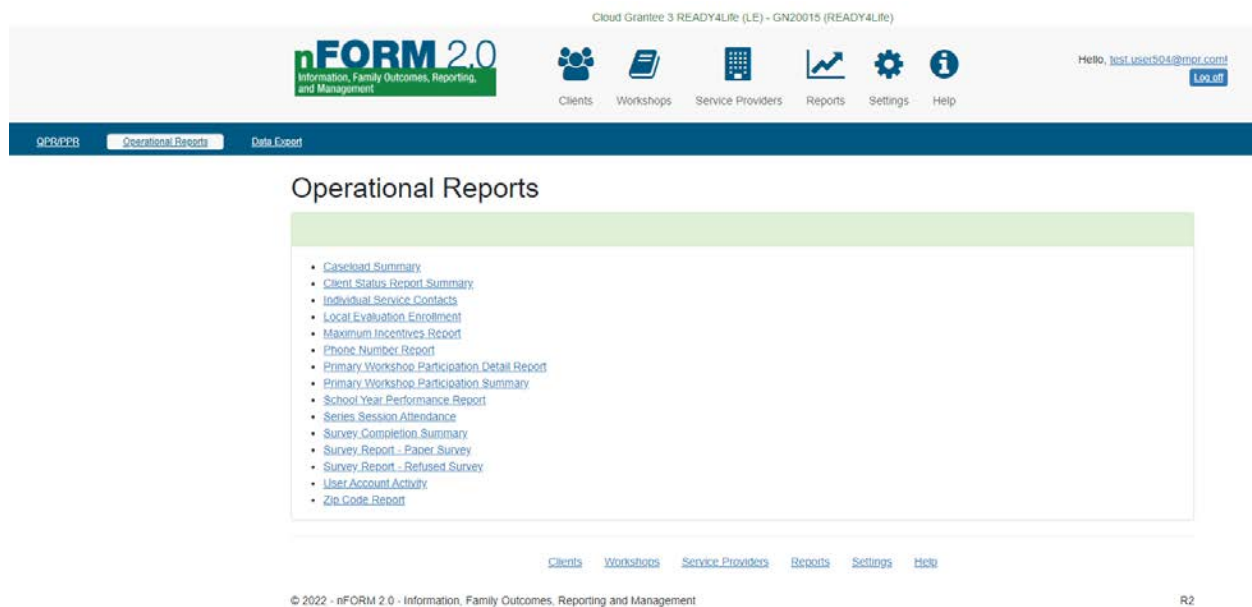 Cloud Grantee 3 READY4Life (LE) - GN20015 (READY4Life)
nFORM 2.0
Information, Family Outcomes, Reporting,
and Management
Clients Workshops Service Providers Reports Settings Help
Hello, test.user504@mpr.com!
Log off
QPR/PPR Operational Reports Data Export
Operational Reports
• Caseload Summary
• Client Status Report Summary
• Individual Service Contacts
• Local Evaluation Enrollment
• Maximum Incentives Report
• Phone Number Report
• Primary Workshop Participation Detail Report
• Primary Workshop Participation Summary
• School Year Performance Report
• Series Session Attendance
• Survey Completion Summary
• Survey Report - Paper Survey
• Survey Report - Refused Survey
• User Account Activity
• Zip Code Report
Clients Workshops Service Providers Reports Settings Help
© 2022 - nFORM 2.0 - Information, Family Outcomes, Reporting and Management R2